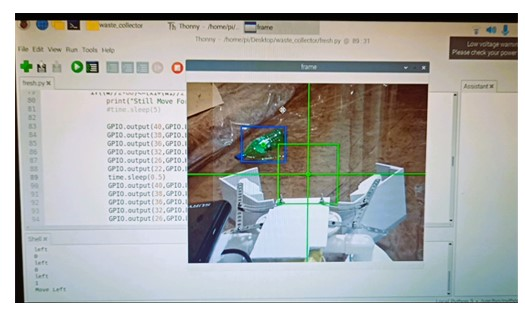 waste_collector
Thonny - /home/pi/...
frame
Thonny - /home/pi/Desktop/waste_collector/fresh.py @ 89:31
Low voltage warning
Please check your power
File Edit View Run Tools Help
frame
fresh.py
Assistant
80 print("Still Move Fo
81 #time.sleep(5)
82
83 GPIO.output(40,GPIO.
84 GPIO.output(38,GPIO.
85 GPIO.output(36,GPIO.
86 GPIO.output(32,GPIO.
87 GPIO.output(26,GPIO.
88 GPIO.output(22,GPIO.
89 time.sleep(0.5)
90 GPIO.output(40,GPIO.
91 GPIO.output(38,GPIO.
92 GPIO.output(36,GPIO.
93 GPIO.output(32,GPIO.
94 GPIO.output(26,GPIO.
Shell
left
0
left
0
left
1
Move Left